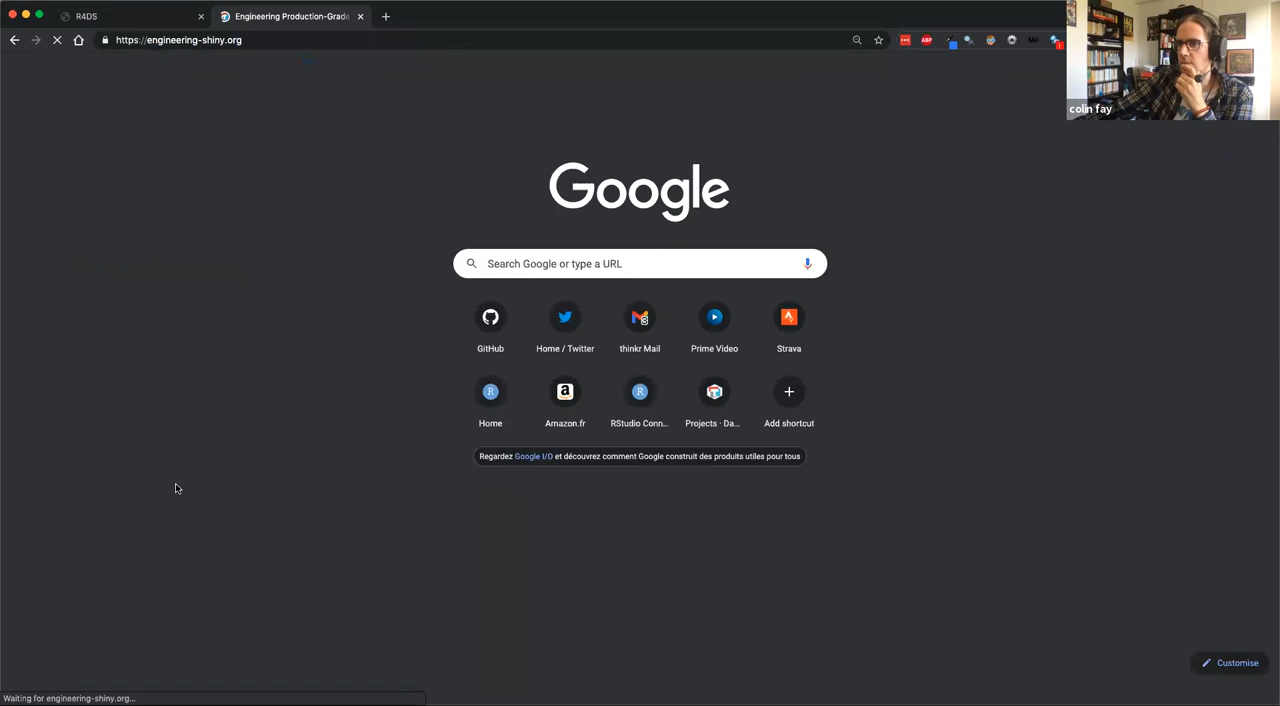 R4DS
Engineering Production-Grade
https://engineering-shiny.org
ABP
colin fay
Google
Search Google or type a URL
GitHub
Home / Twitter
thinkr Mail
Prime Video
Strava
R
a
R
Home
Amazon.fr
RStudio Conn...
Projects · Da...
Add shortcut
Regardez Google I/O et découvrez comment Google construit des produits utiles pour tous
Customise
Waiting for engineering-shiny.org...